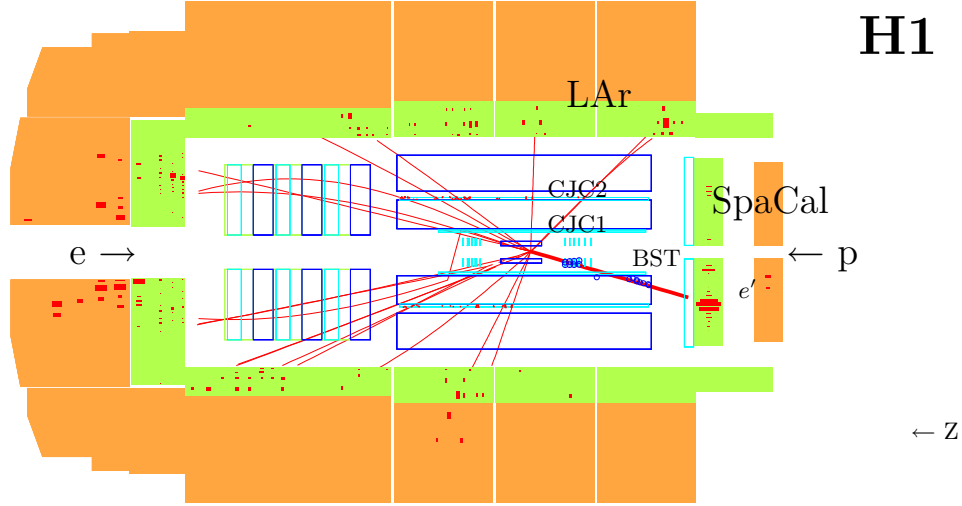 H1
LAr
CJC2
SpaCal
CJC1
e → ← p
BST
e′
← Z